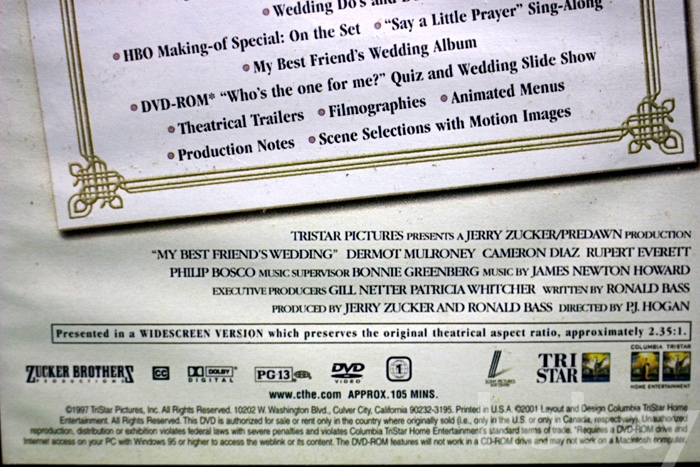 • Wedding Do's and
• HBO Making-of Special: On the Set • "Say a Little Prayer" Sing-Along
• My Best Friend's Wedding Album
• DVD-ROM* "Who's the one for me?" Quiz and Wedding Slide Show
• Theatrical Trailers • Filmographies • Animated Menus
• Production Notes • Scene Selections with Motion Images
TRISTAR PICTURES PRESENTS A JERRY ZUCKER/PREDAWN PRODUCTION
"MY BEST FRIEND'S WEDDING" DERMOT MULRONEY CAMERON DIAZ RUPERT EVERETT
PHILIP BOSCO MUSIC SUPERVISOR BONNIE GREENBERG MUSIC BY JAMES NEWTON HOWARD
EXECUTIVE PRODUCERS GILL NETTER PATRICIA WHITCHER WRITTEN BY RONALD BASS
PRODUCED BY JERRY ZUCKER AND RONALD BASS DIRECTED BY P.J. HOGAN
Presented in a WIDESCREEN VERSION which preserves the original theatrical aspect ratio, approximately 2.35:1.
ZUCKER BROTHERS PRODUCTIONS CC DOLBY DIGITAL PG-13 DVD VIDEO 1 TRI STAR COLUMBIA TRISTAR HOME ENTERTAINMENT
www.cthe.com APPROX. 105 MINS.
©1997 TriStar Pictures, Inc. All Rights Reserved. 10202 W. Washington Blvd., Culver City, California 90232-3195. Printed in U.S.A. ©2001 Layout and Design Columbia TriStar Home
Entertainment. All Rights Reserved. This DVD is authorized for sale or rent only in the country where originally sold (i.e., only in the U.S. or only in Canada, respectively). Unauthorized
reproduction, distribution or exhibition violates federal laws with severe penalties and violates Columbia TriStar Home Entertainment's standard terms of trade. *Requires a DVD-ROM drive and
Internet access on your PC with Windows 95 or higher to access the weblink or its content. The DVD-ROM features will not work in a CD-ROM drive and may not work on a Macintosh computer.